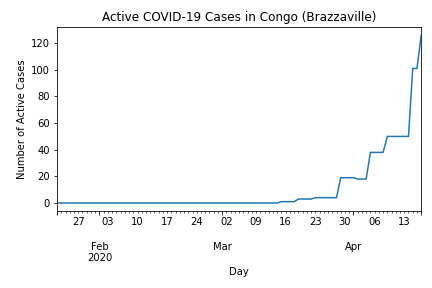 Active COVID-19 Cases in Congo (Brazzaville)
Number of Active Cases
120
100
80
60
40
20
0
27 03 10 17 24 02 09 16 23 30 06 13
Feb Mar Apr
2020
Day